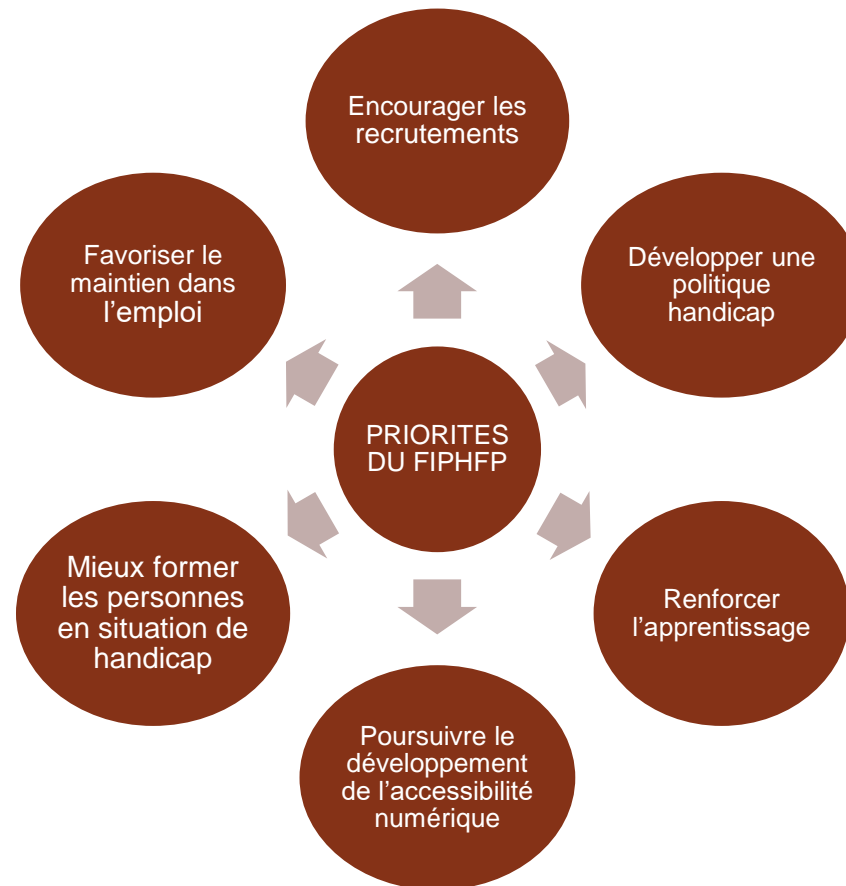 Encourager les
recrutements
Favoriser le
maintien dans
l’emploi
Développer une
politique
handicap
PRIORITES
DU FIPHFP
Mieux former
les personnes
en situation de
handicap
Renforcer
l’apprentissage
Poursuivre le
développement
de l’accessibilité
numérique